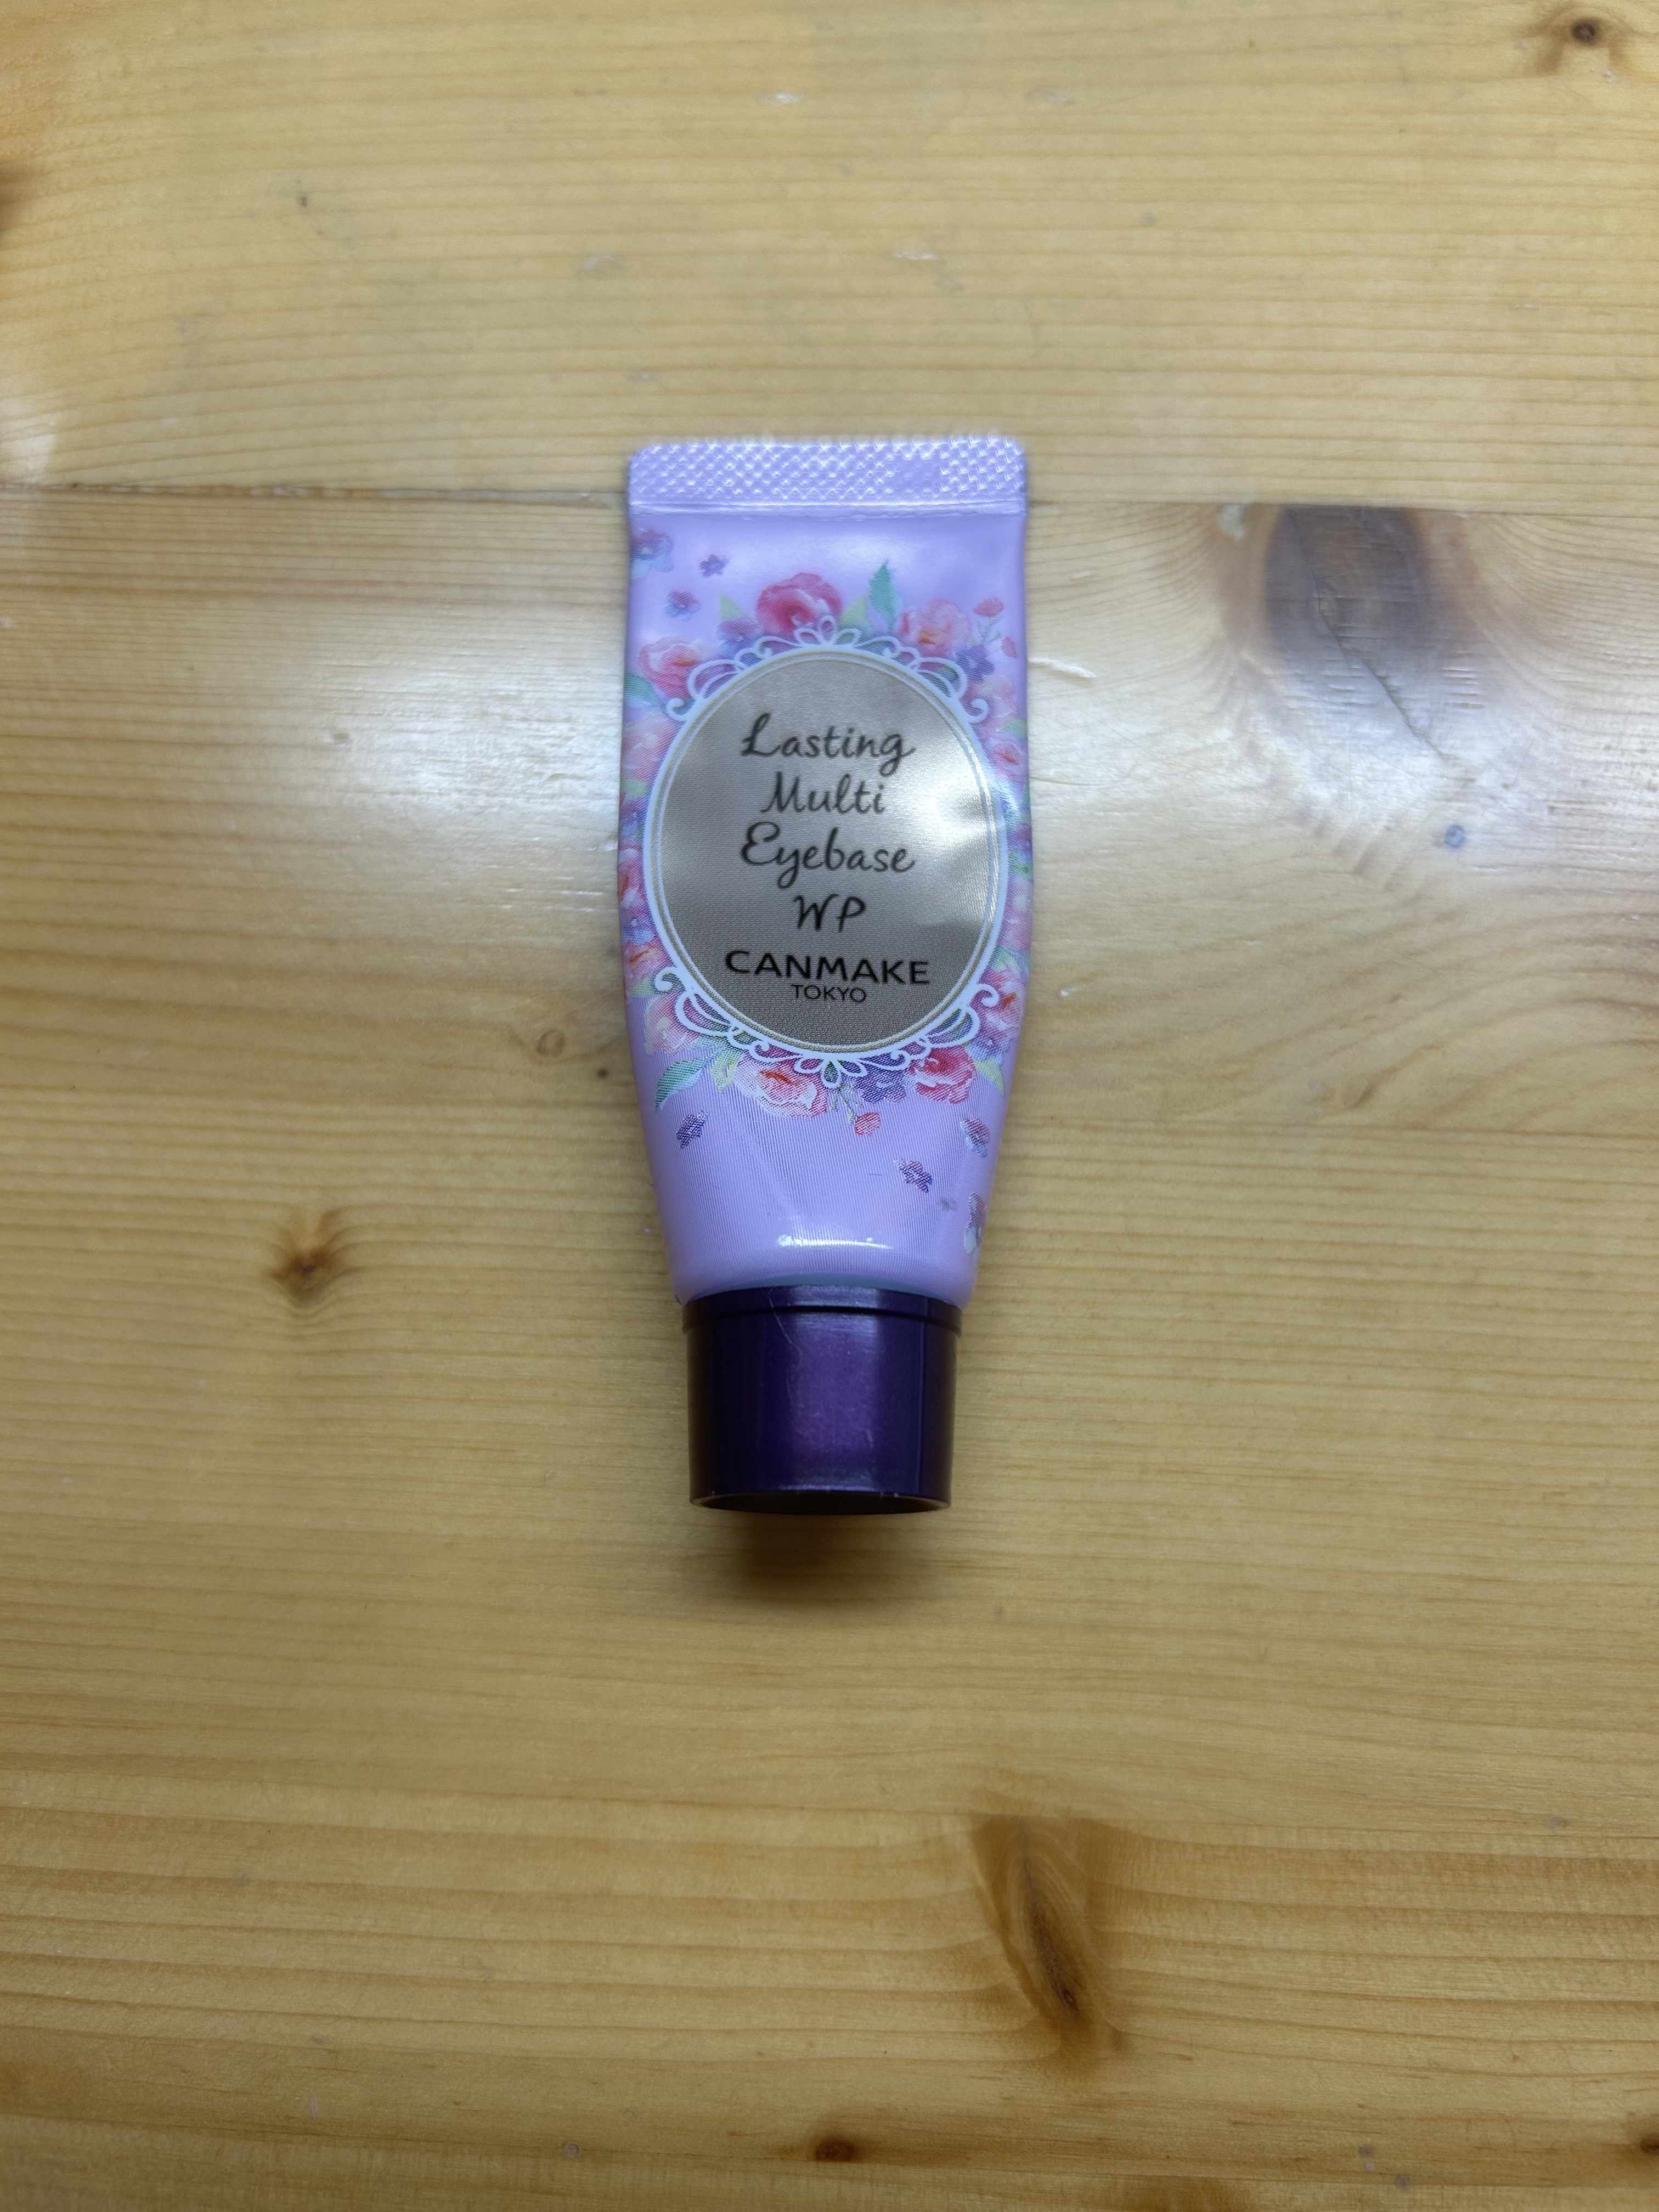 Lasting
Multi
Eyebase
WP
CANMAKE
TOKYO